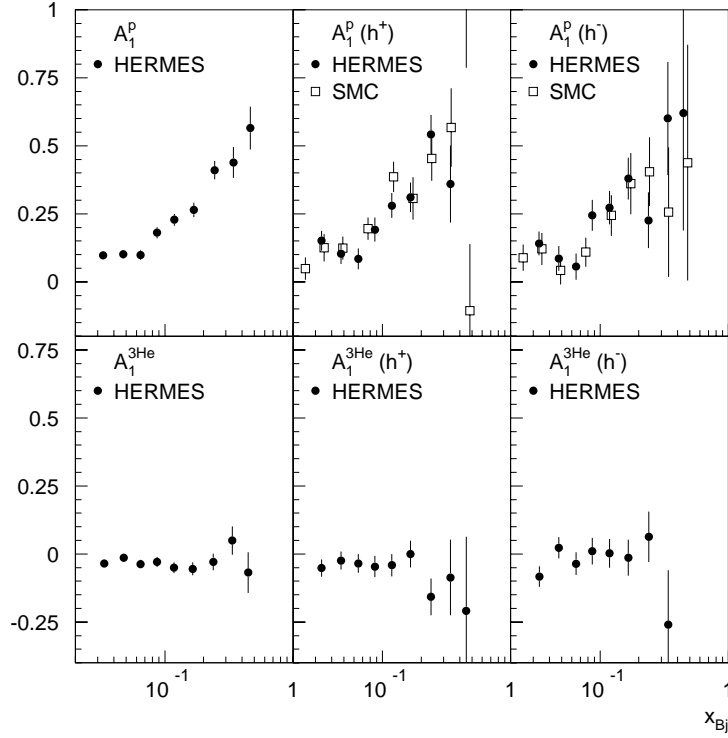 1
0.75
0.5
0.25
0
A₁ᵖ
HERMES
A₁ᵖ (h⁺)
HERMES
SMC
A₁ᵖ (h⁻)
HERMES
SMC
0.75
0.5
0.25
0
-0.25
A₁³ᴴᵉ
HERMES
A₁³ᴴᵉ (h⁺)
HERMES
A₁³ᴴᵉ (h⁻)
HERMES
10⁻¹ 1 10⁻¹ 1 10⁻¹ 1
x_Bj